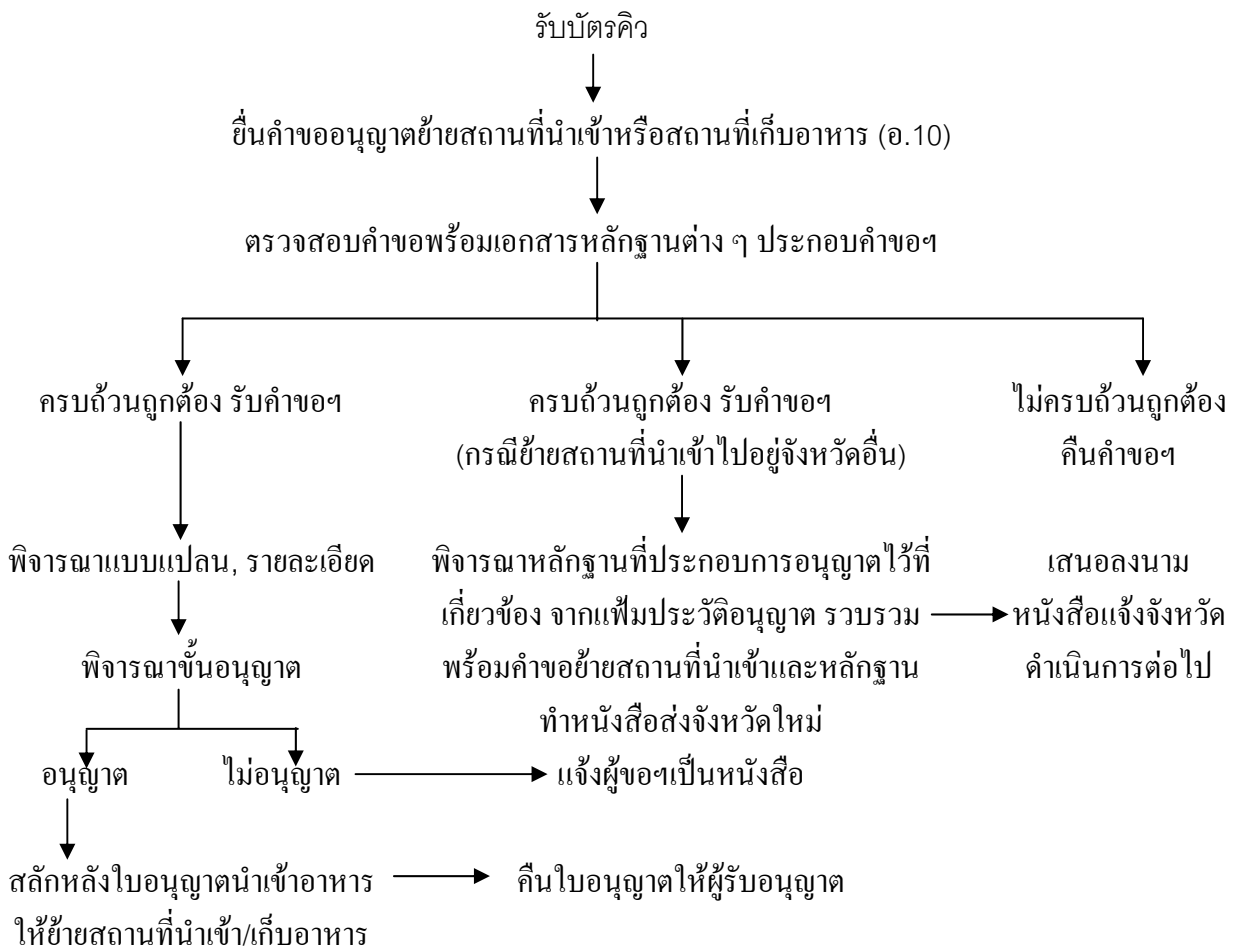 รับบัตรคิว
ยื่นคำขออนุญาตย้ายสถานที่นำเข้าหรือสถานที่เก็บอาหาร (อ.10)
ตรวจสอบคำขอพร้อมเอกสารหลักฐานต่าง ๆ ประกอบคำขอฯ
ครบถ้วนถูกต้อง รับคำขอฯ
ครบถ้วนถูกต้อง รับคำขอฯ
(กรณีย้ายสถานที่นำเข้าไปอยู่จังหวัดอื่น)
ไม่ครบถ้วนถูกต้อง
คืนคำขอฯ
พิจารณาแบบแปลน, รายละเอียด
พิจารณาหลักฐานที่ประกอบการอนุญาตไว้ที่
เกี่ยวข้อง จากแฟ้มประวัติอนุญาต รวบรวม
พร้อมคำขอย้ายสถานที่นำเข้าและหลักฐาน
ทำหนังสือส่งจังหวัดใหม่
เสนอลงนาม
หนังสือแจ้งจังหวัด
ดำเนินการต่อไป
พิจารณาขั้นอนุญาต
อนุญาต
ไม่อนุญาต
แจ้งผู้ขอฯเป็นหนังสือ
สลักหลังใบอนุญาตนำเข้าอาหาร
ให้ย้ายสถานที่นำเข้า/เก็บอาหาร
คืนใบอนุญาตให้ผู้รับอนุญาต